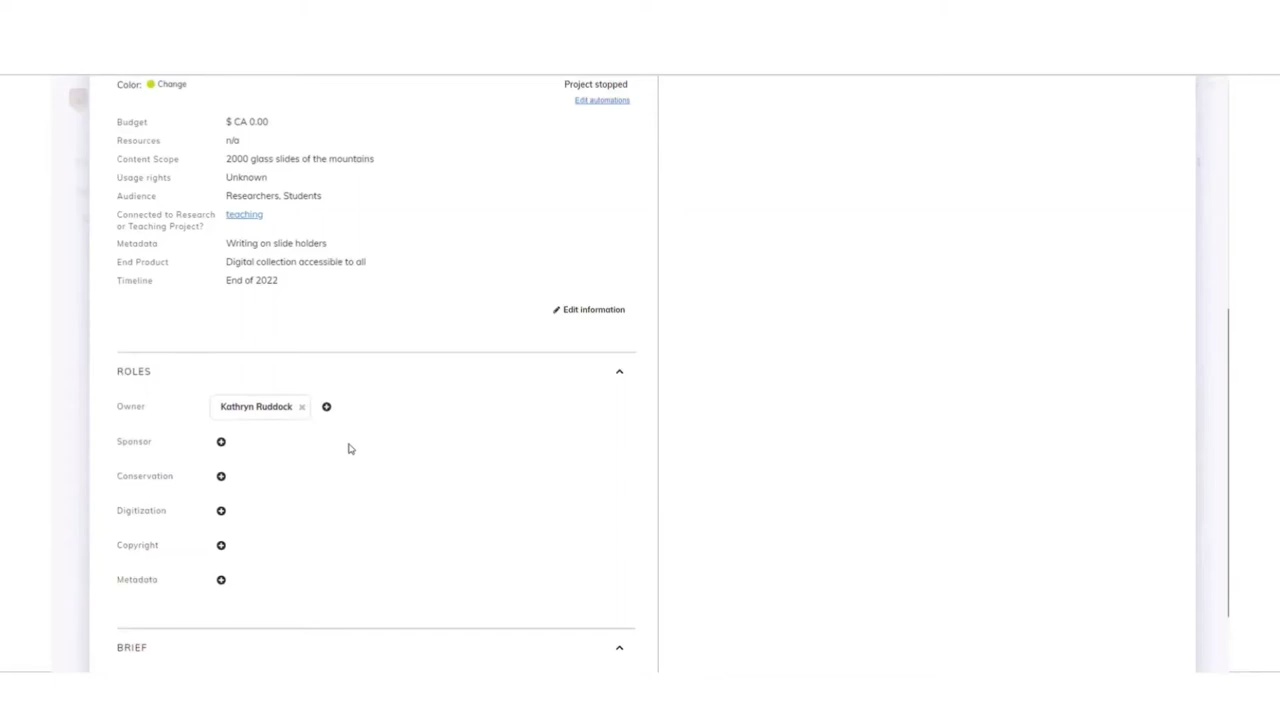 Color: Change
Project stopped
Edit automations
Budget $ CA 0.00
Resources n/a
Content Scope 2000 glass slides of the mountains
Usage rights Unknown
Audience Researchers, Students
Connected to Research teaching
or Teaching Project?
Metadata Writing on slide holders
End Product Digital collection accessible to all
Timeline End of 2022
Edit information
ROLES
Owner Kathryn Ruddock
Sponsor
Conservation
Digitization
Copyright
Metadata
BRIEF